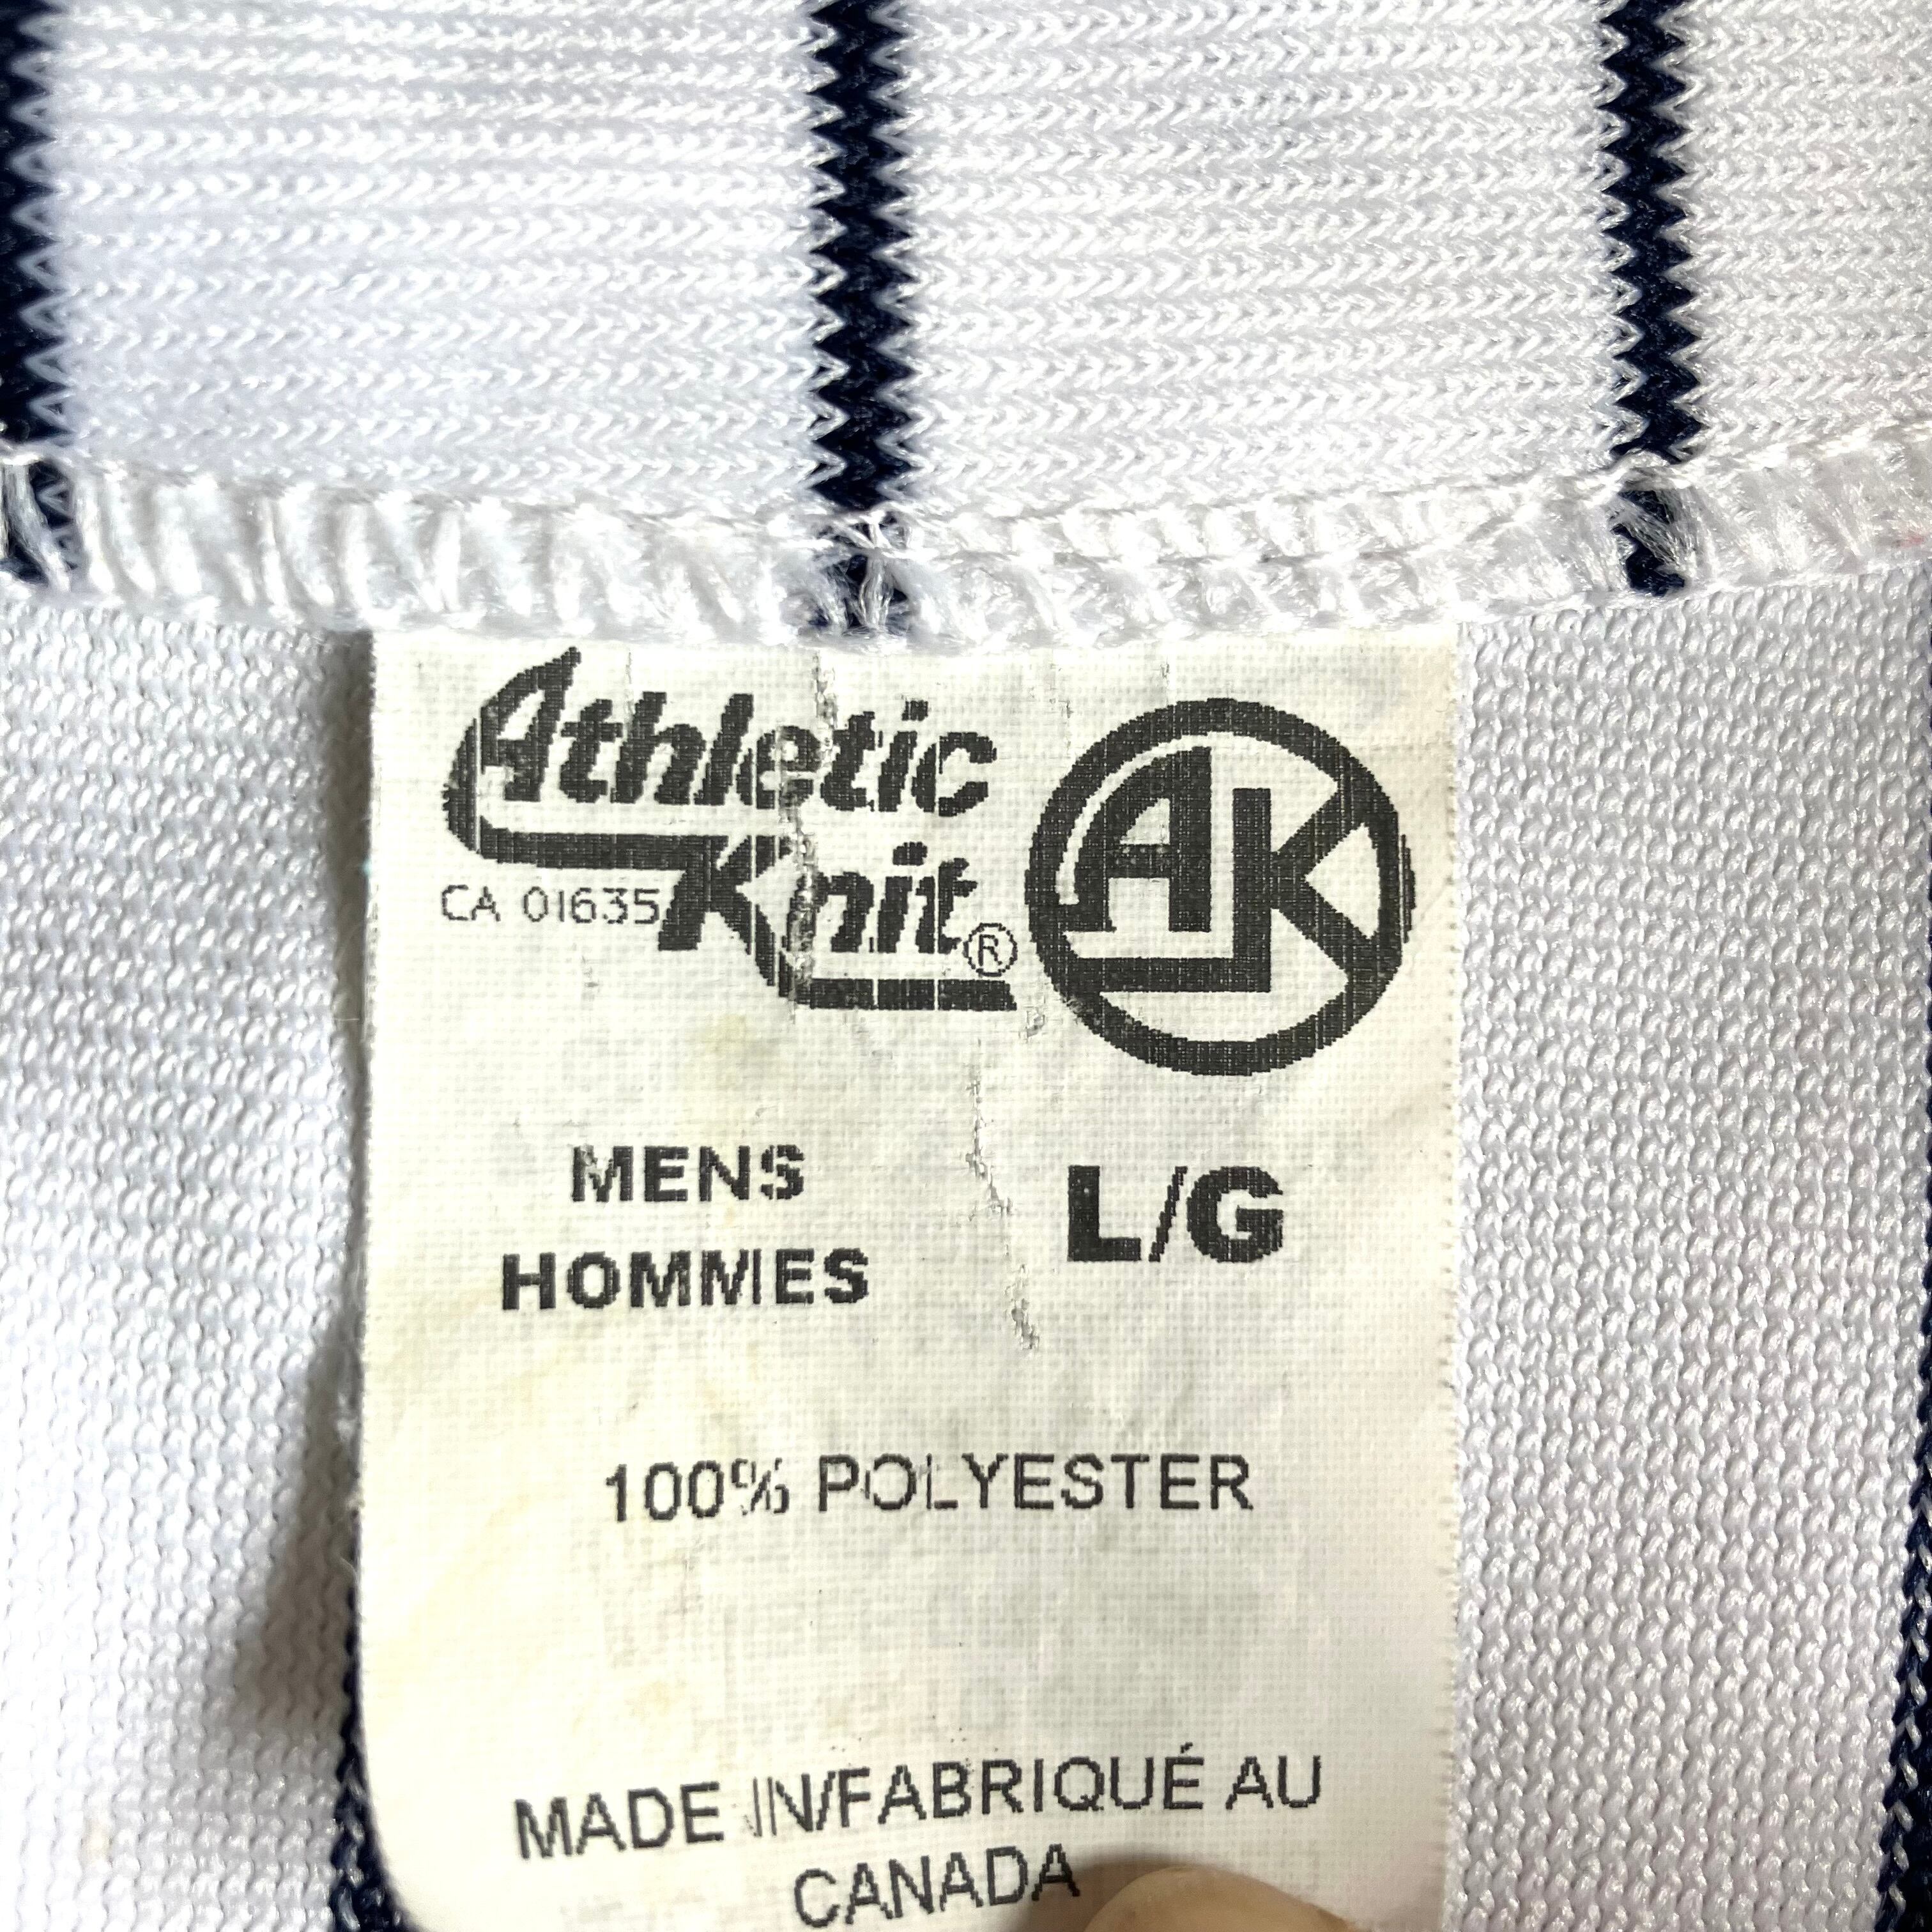 Athletic
Knit®
CA 01635
AK
MENS
HOMMES
L/G
100% POLYESTER
MADE IN/FABRIQUÉ AU
CANADA